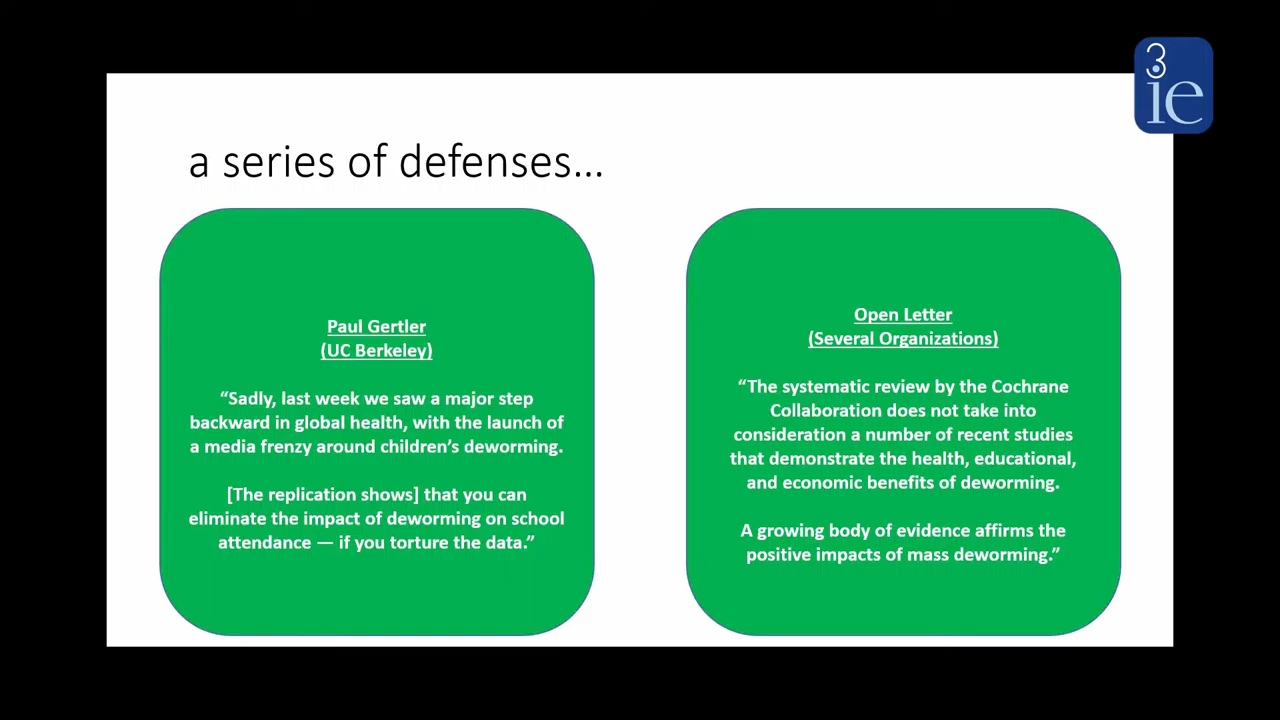 3
ie
a series of defenses...
Paul Gertler
(UC Berkeley)
“Sadly, last week we saw a major step
backward in global health, with the launch of
a media frenzy around children’s deworming.
[The replication shows] that you can
eliminate the impact of deworming on school
attendance — if you torture the data.”
Open Letter
(Several Organizations)
“The systematic review by the Cochrane
Collaboration does not take into
consideration a number of recent studies
that demonstrate the health, educational,
and economic benefits of deworming.
A growing body of evidence affirms the
positive impacts of mass deworming.”